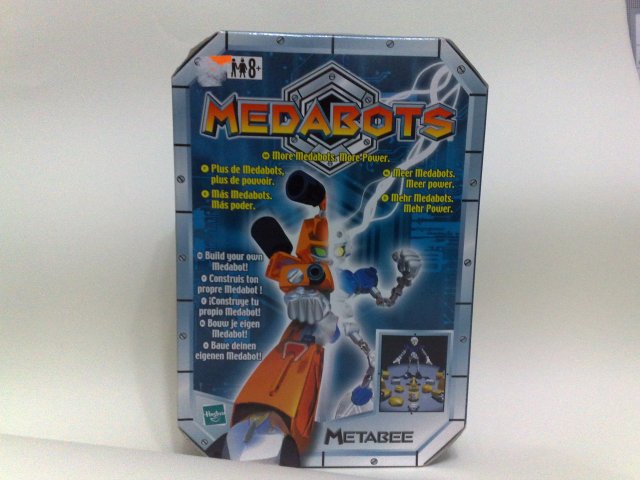 8+
MEDABOTS
More Medabots. More Power.
Plus de Medabots,
plus de pouvoir.
Más Medabots.
Más poder.
Meer Medabots.
Meer power.
Mehr Medabots.
Mehr Power.
Build your own
Medabot!
Construis ton
propre Medabot !
¡Construye tu
propio Medabot!
Bouw je eigen
Medabot!
Baue deinen
eigenen Medabot!
Hasbro
METABEE